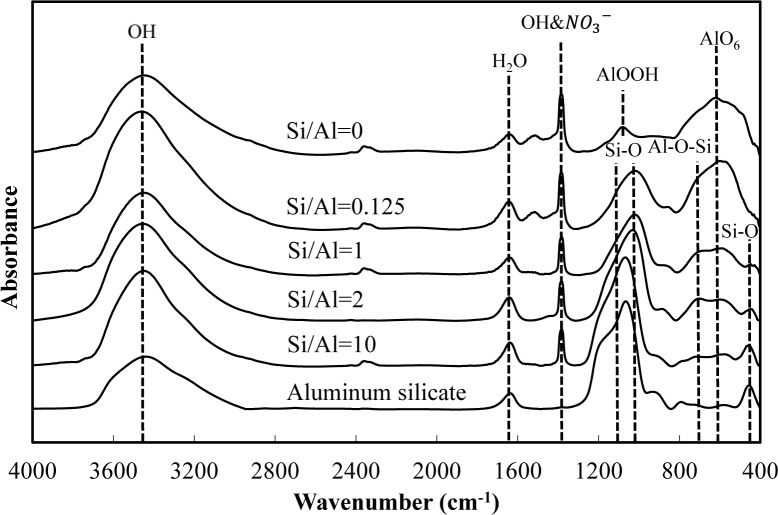 OH&NO₃⁻
OH
AlO₆
H₂O
AlOOH
Si/Al=0
Si-O
Al-O-Si
Si/Al=0.125
Si-O
Si/Al=1
Si/Al=2
Si/Al=10
Aluminum silicate
Absorbance
4000 3600 3200 2800 2400 2000 1600 1200 800 400
Wavenumber (cm⁻¹)